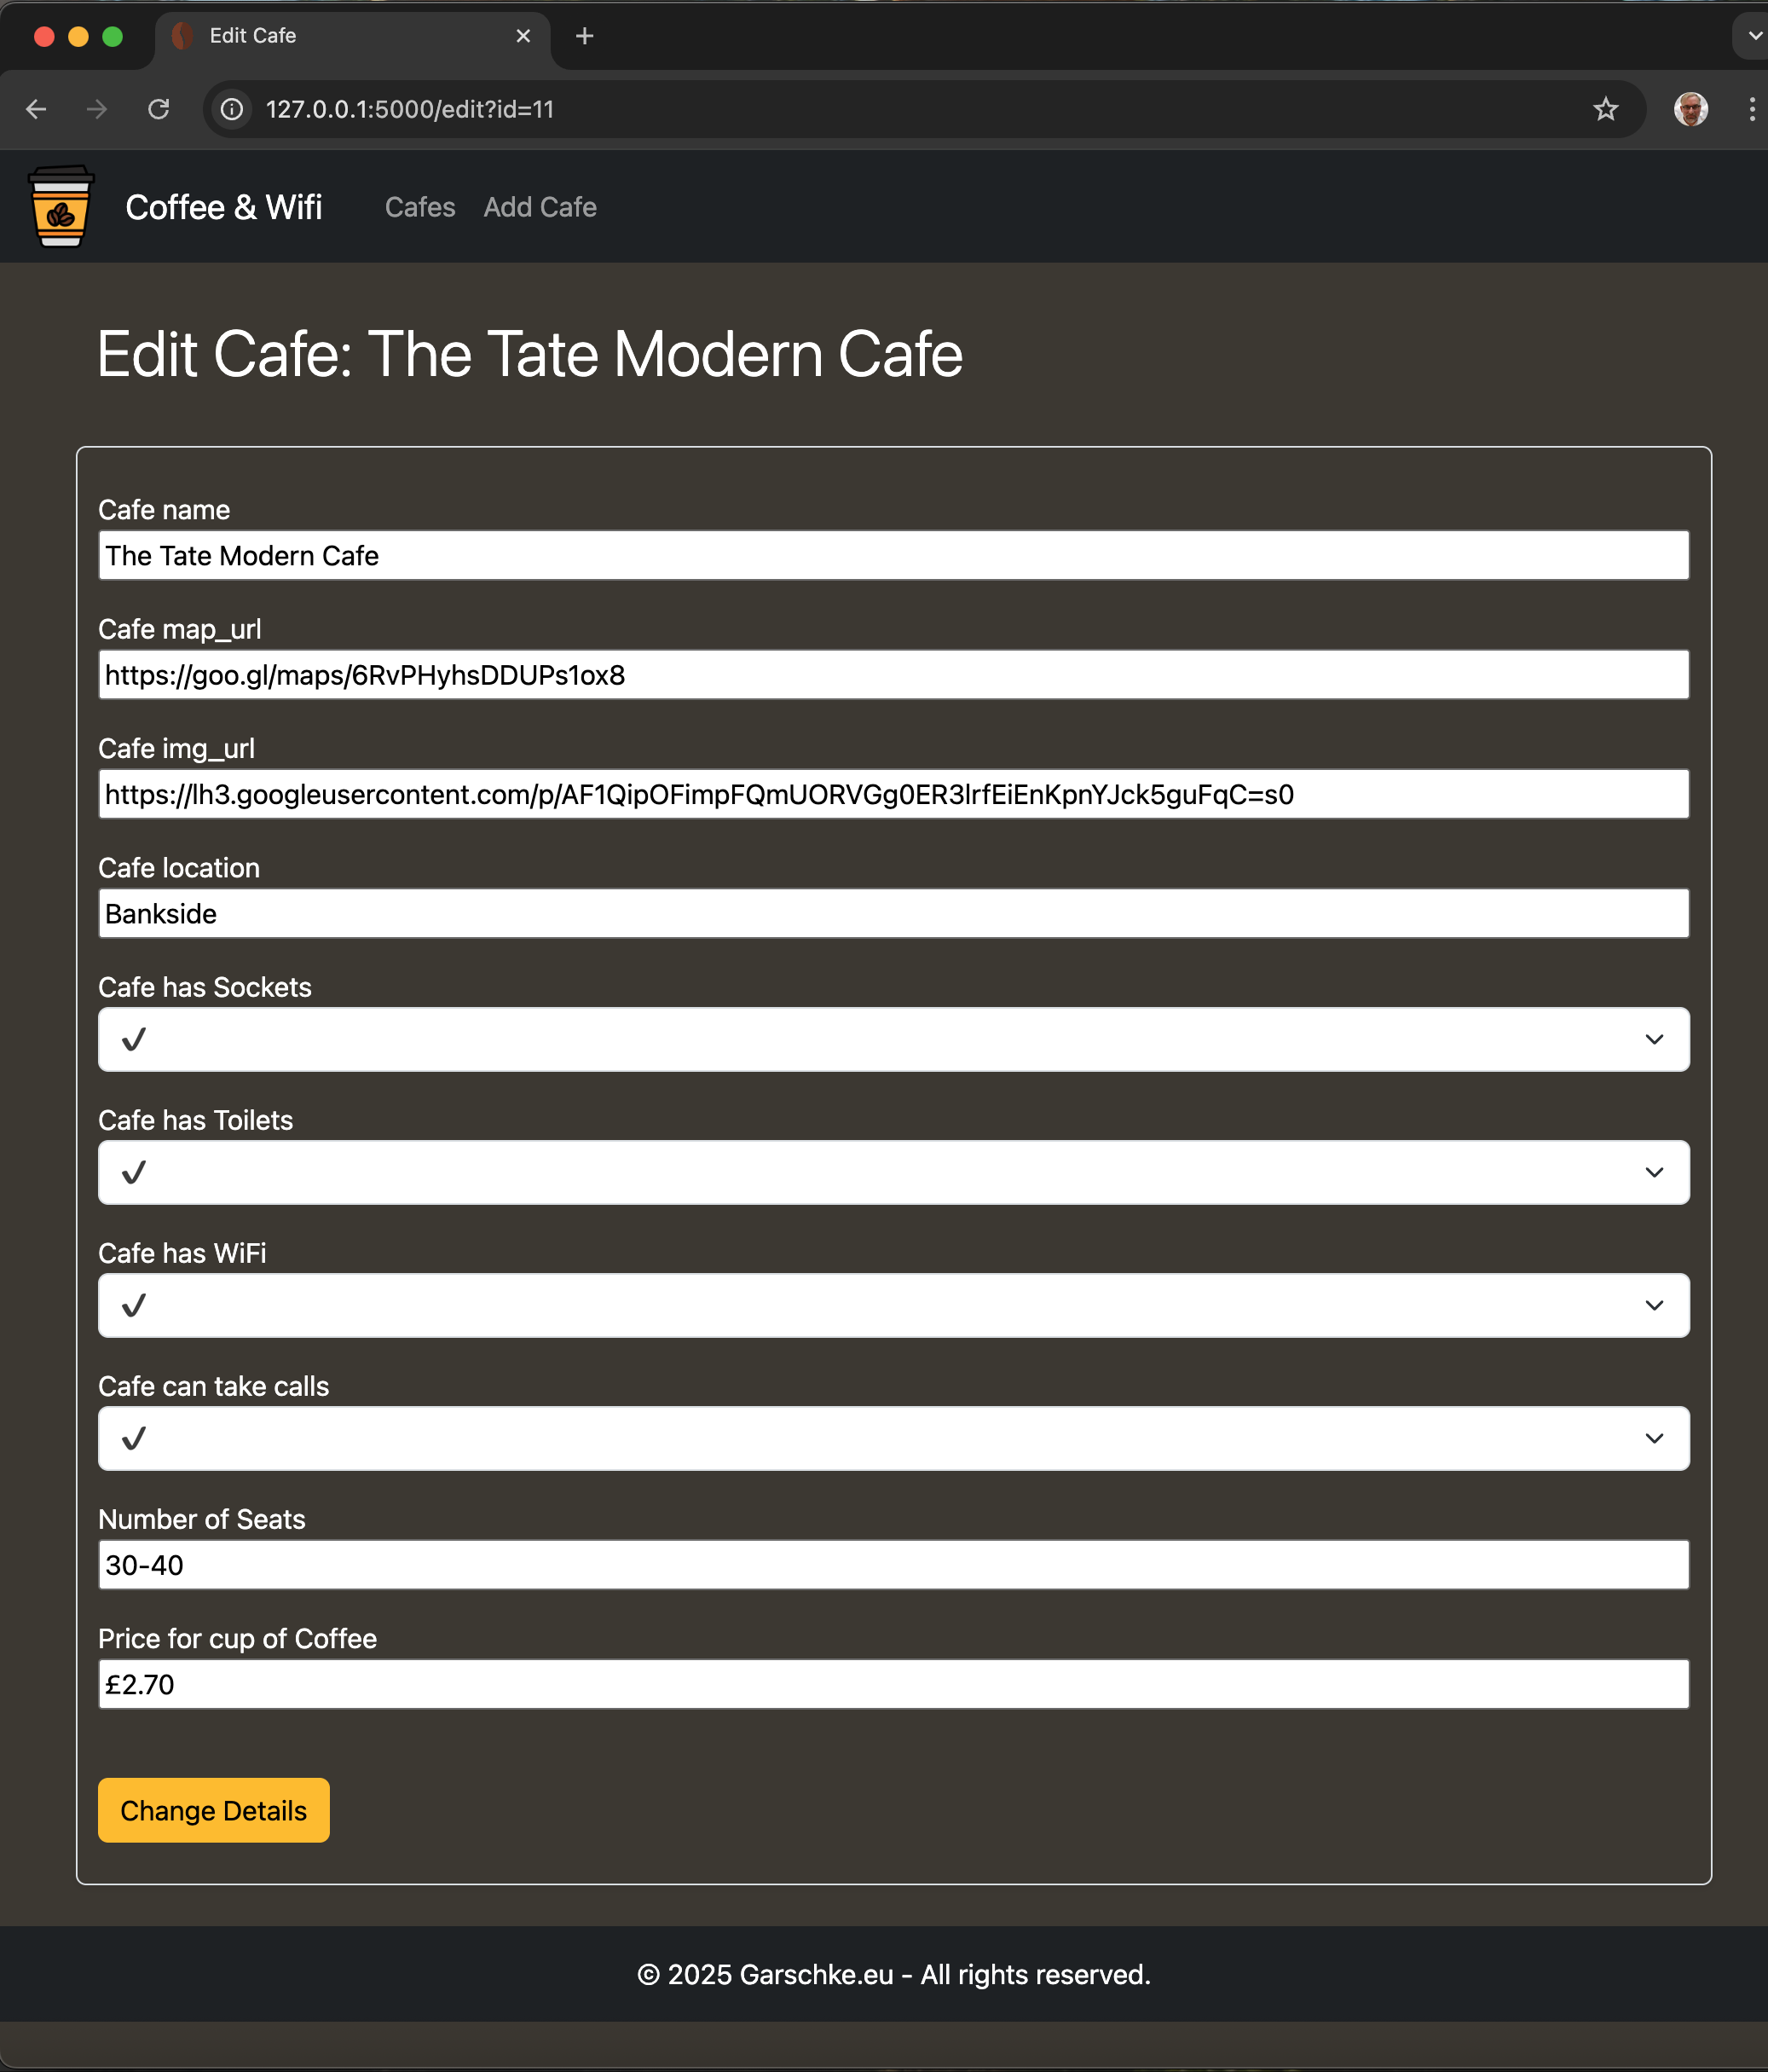 Edit Cafe
127.0.0.1:5000/edit?id=11
Coffee & Wifi Cafes Add Cafe
Edit Cafe: The Tate Modern Cafe
Cafe name
The Tate Modern Cafe
Cafe map_url
https://goo.gl/maps/6RvPHyhsDDUPs1ox8
Cafe img_url
https://lh3.googleusercontent.com/p/AF1QipOFimpFQmUORVGg0ER3lrfEiEnKpnYJck5guFqC=s0
Cafe location
Bankside
Cafe has Sockets
✔
Cafe has Toilets
✔
Cafe has WiFi
✔
Cafe can take calls
✔
Number of Seats
30-40
Price for cup of Coffee
£2.70
Change Details
© 2025 Garschke.eu - All rights reserved.